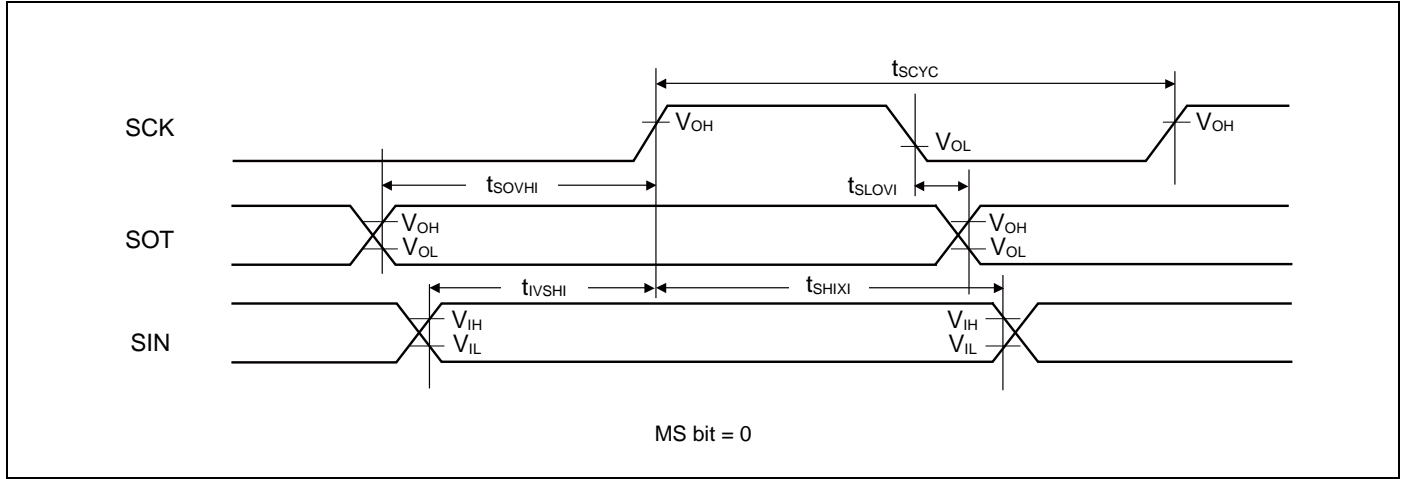 tSCYC
SCK VOH VOL VOH
tSOVHI tSLOVI
SOT VOH VOH
VOL VOL
tIVSHI tSHIXI
SIN VIH VIH
VIL VIL
MS bit = 0